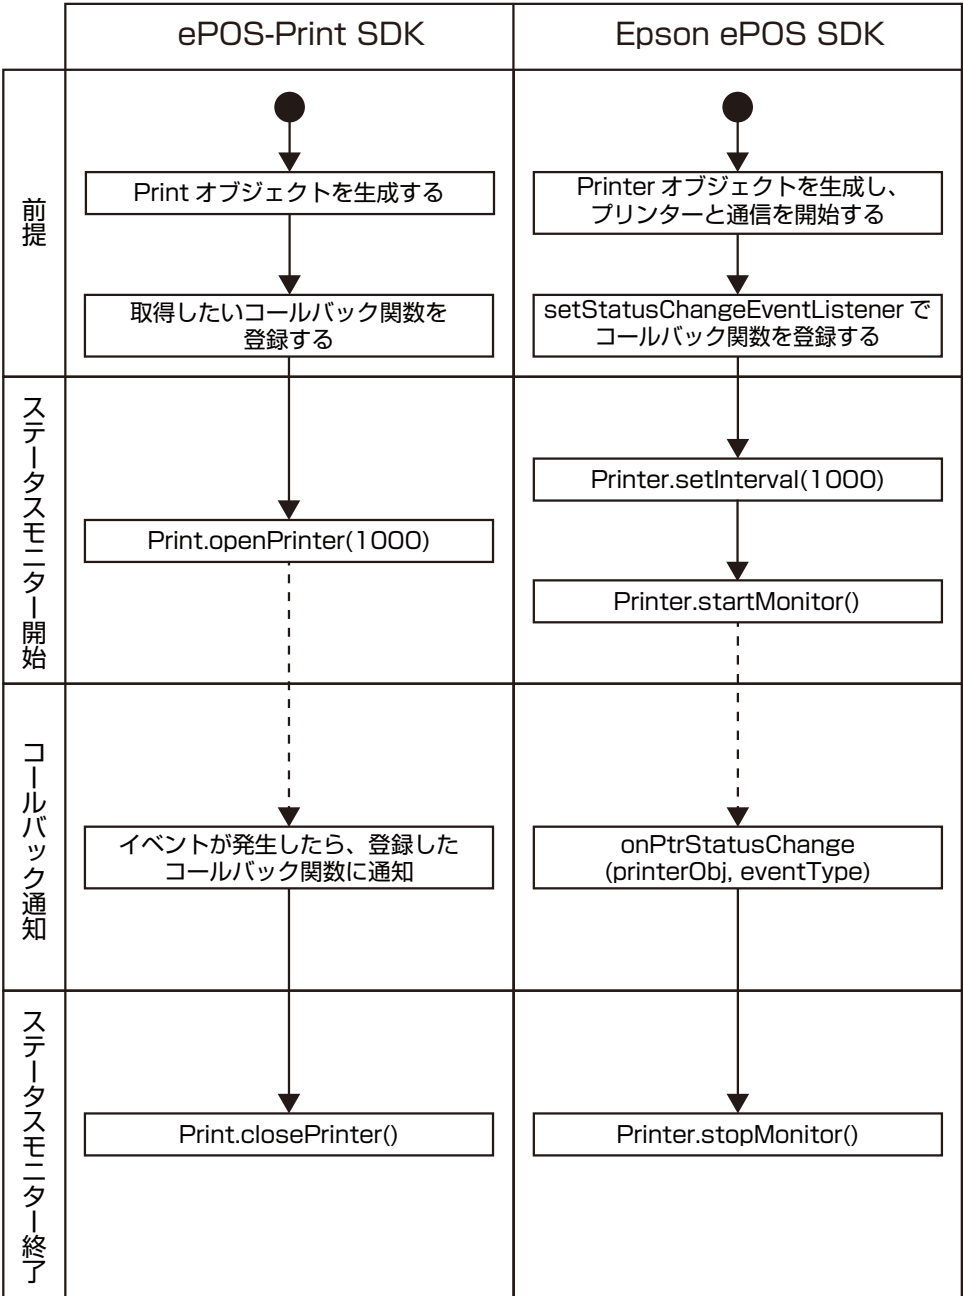 ePOS-Print SDK
Epson ePOS SDK
前提
Print オブジェクトを生成する
Printer オブジェクトを生成し、
プリンターと通信を開始する
取得したいコールバック関数を
登録する
setStatusChangeEventListener で
コールバック関数を登録する
ステータスモニター開始
Printer.setInterval(1000)
Print.openPrinter(1000)
Printer.startMonitor()
コールバック通知
イベントが発生したら、登録した
コールバック関数に通知
onPtrStatusChange
(printerObj, eventType)
ステータスモニター終了
Print.closePrinter()
Printer.stopMonitor()